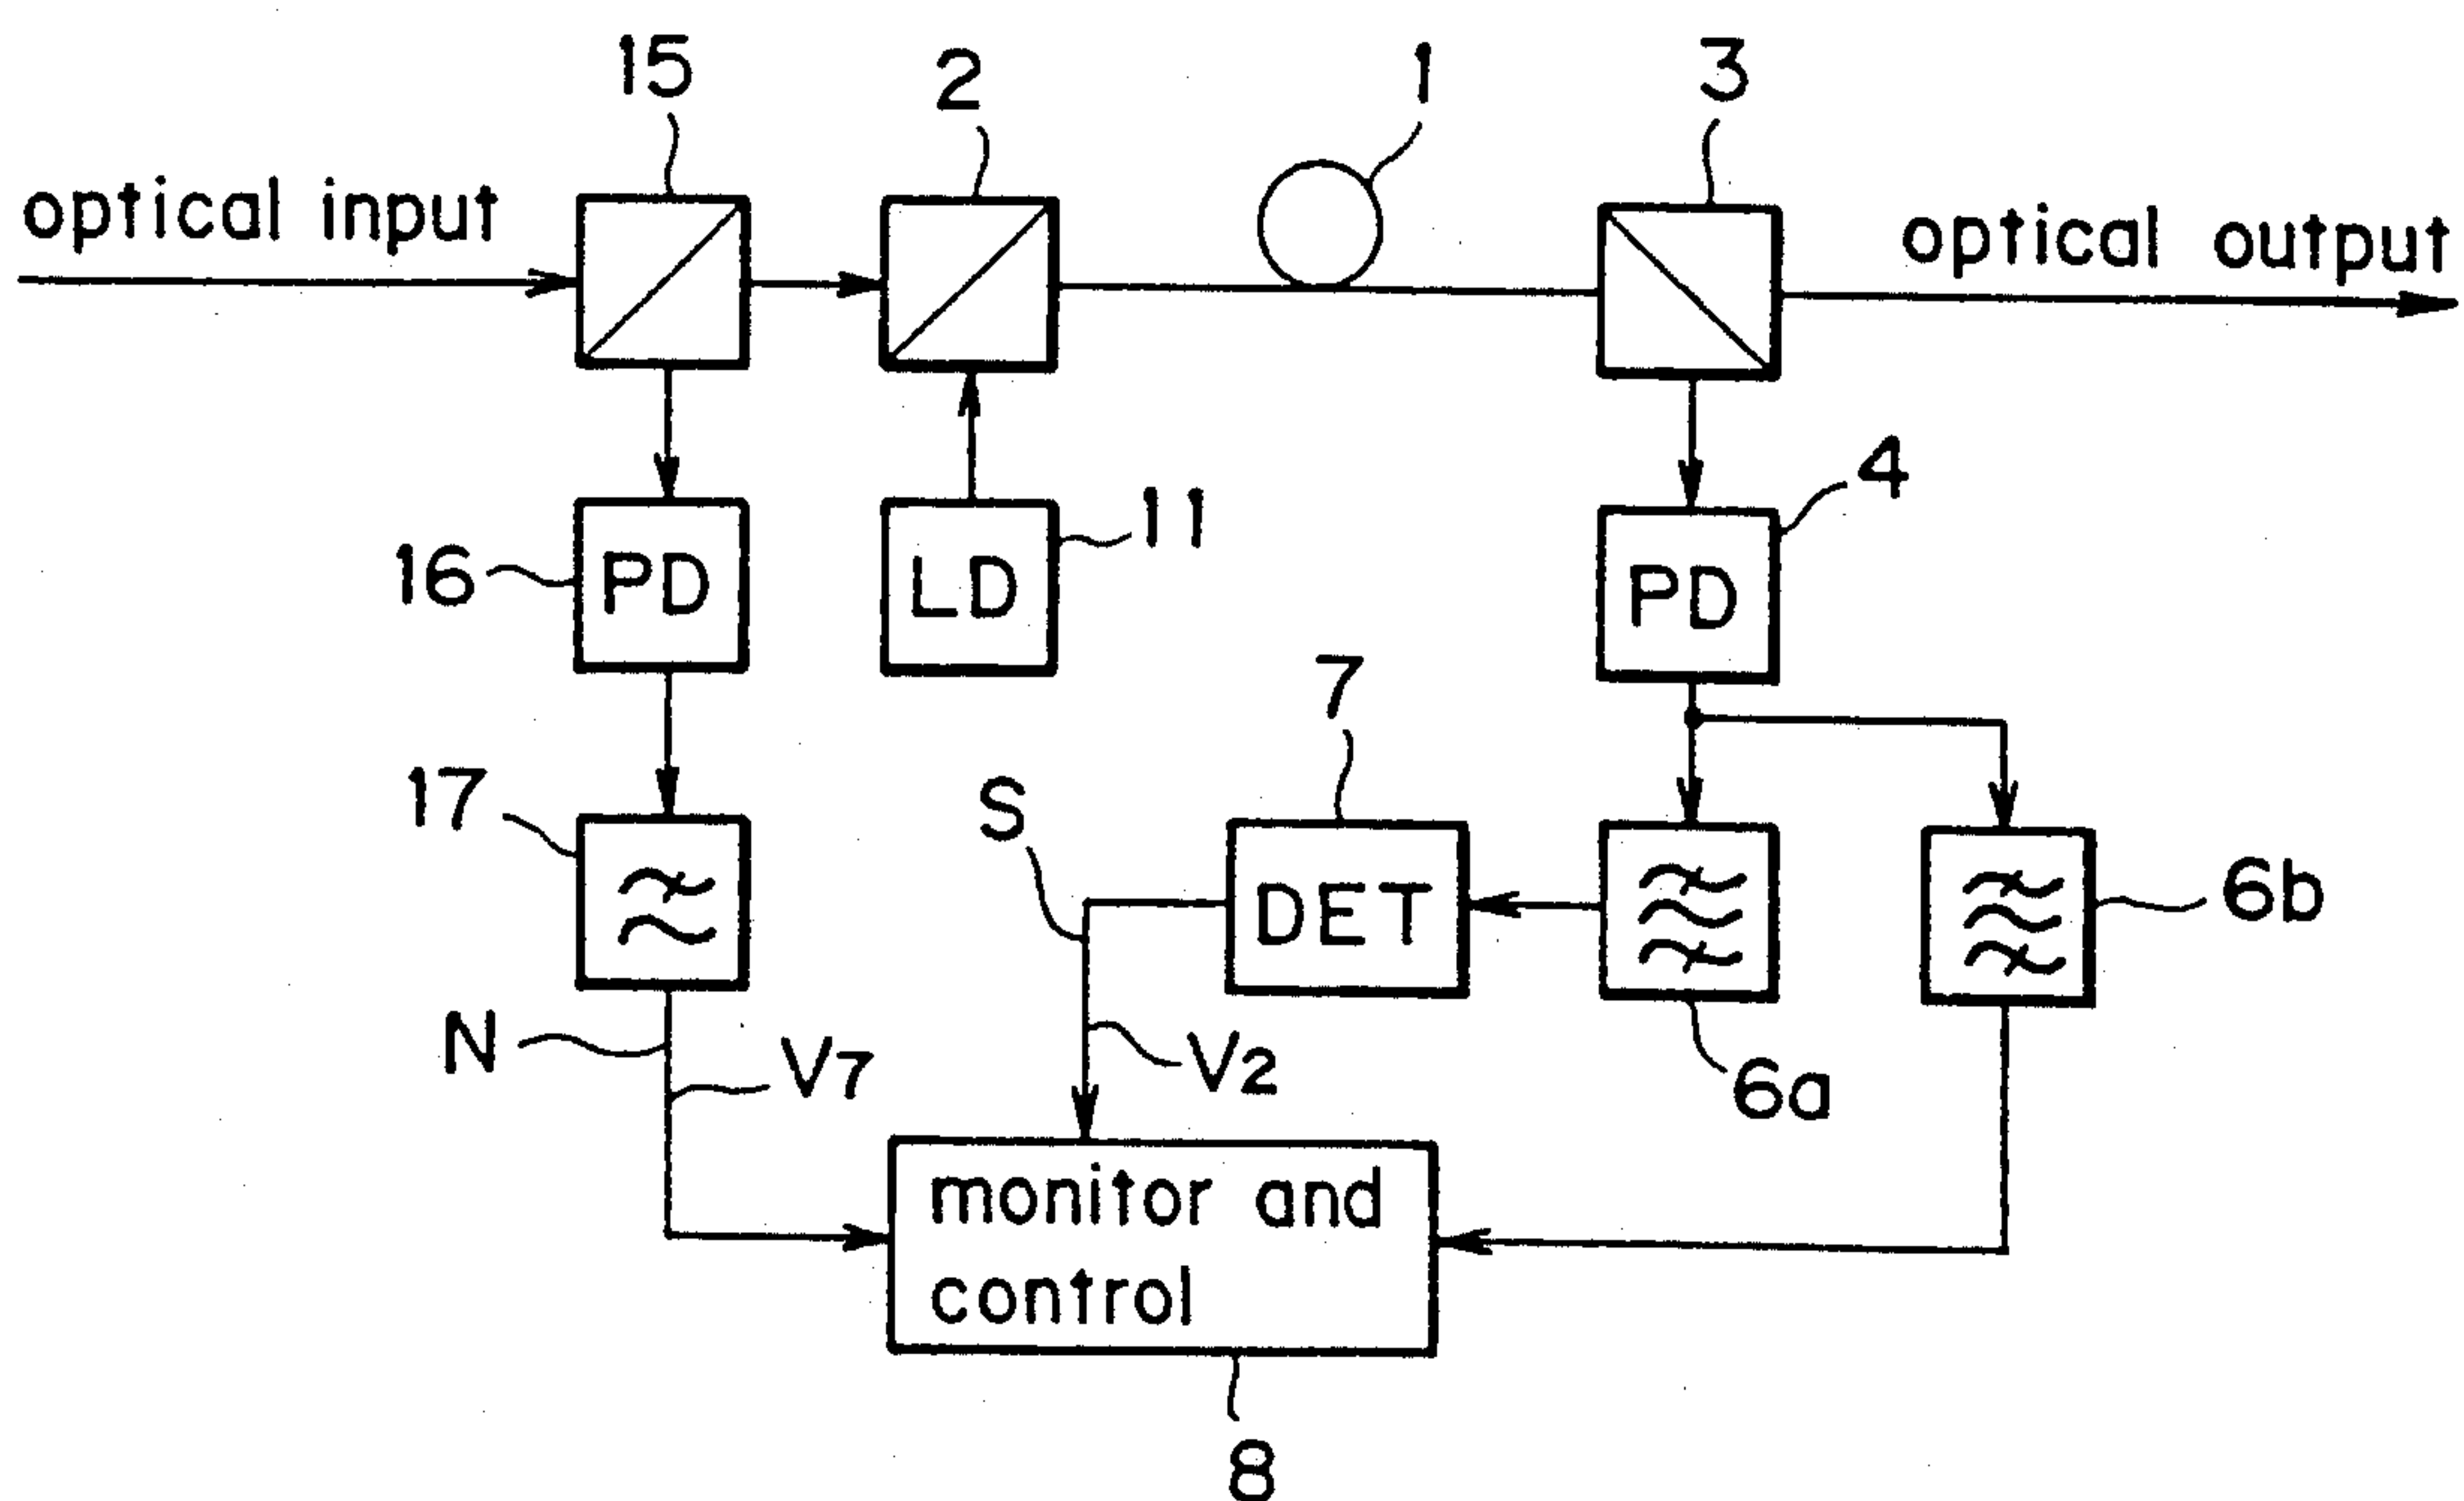 15
2
1
3
optical input
optical output
4
16
PD
LD
11
PD
7
17
S
DET
6b
N
V7
V2
6a
monitor and
control
8